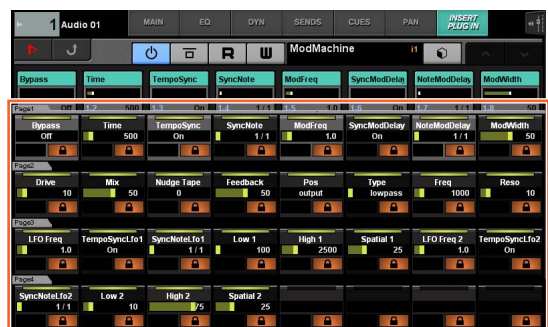 1 Audio 01 MAIN EQ DYN SENDS CUES PAN INSERT PLUG IN
R ModMachine i1
Bypass Time TempoSync SyncNote ModFreq SyncModDelay NoteModDelay ModWidth
Page1 Off 1.2 500 1.3 On 1.4 1/1 1.5 1.0 1.6 On 1.7 1/1 1.8 50
Bypass Time TempoSync SyncNote ModFreq SyncModDelay NoteModDelay ModWidth
Off 500 On 1/1 1.0 On 1/1 50
Page2
Drive Mix Nudge Tape Feedback Pos Type Freq Reso
10 50 0 50 output lowpass 1000 10
Page3
LFO Freq TempoSyncLfo1 SyncNoteLfo1 Low 1 High 1 Spatial 1 LFO Freq 2 TempoSyncLfo2
1.0 On 1/1 100 2500 25 1.0 On
Page4
SyncNoteLfo2 Low 2 High 2 Spatial 2
1/1 10 75 25